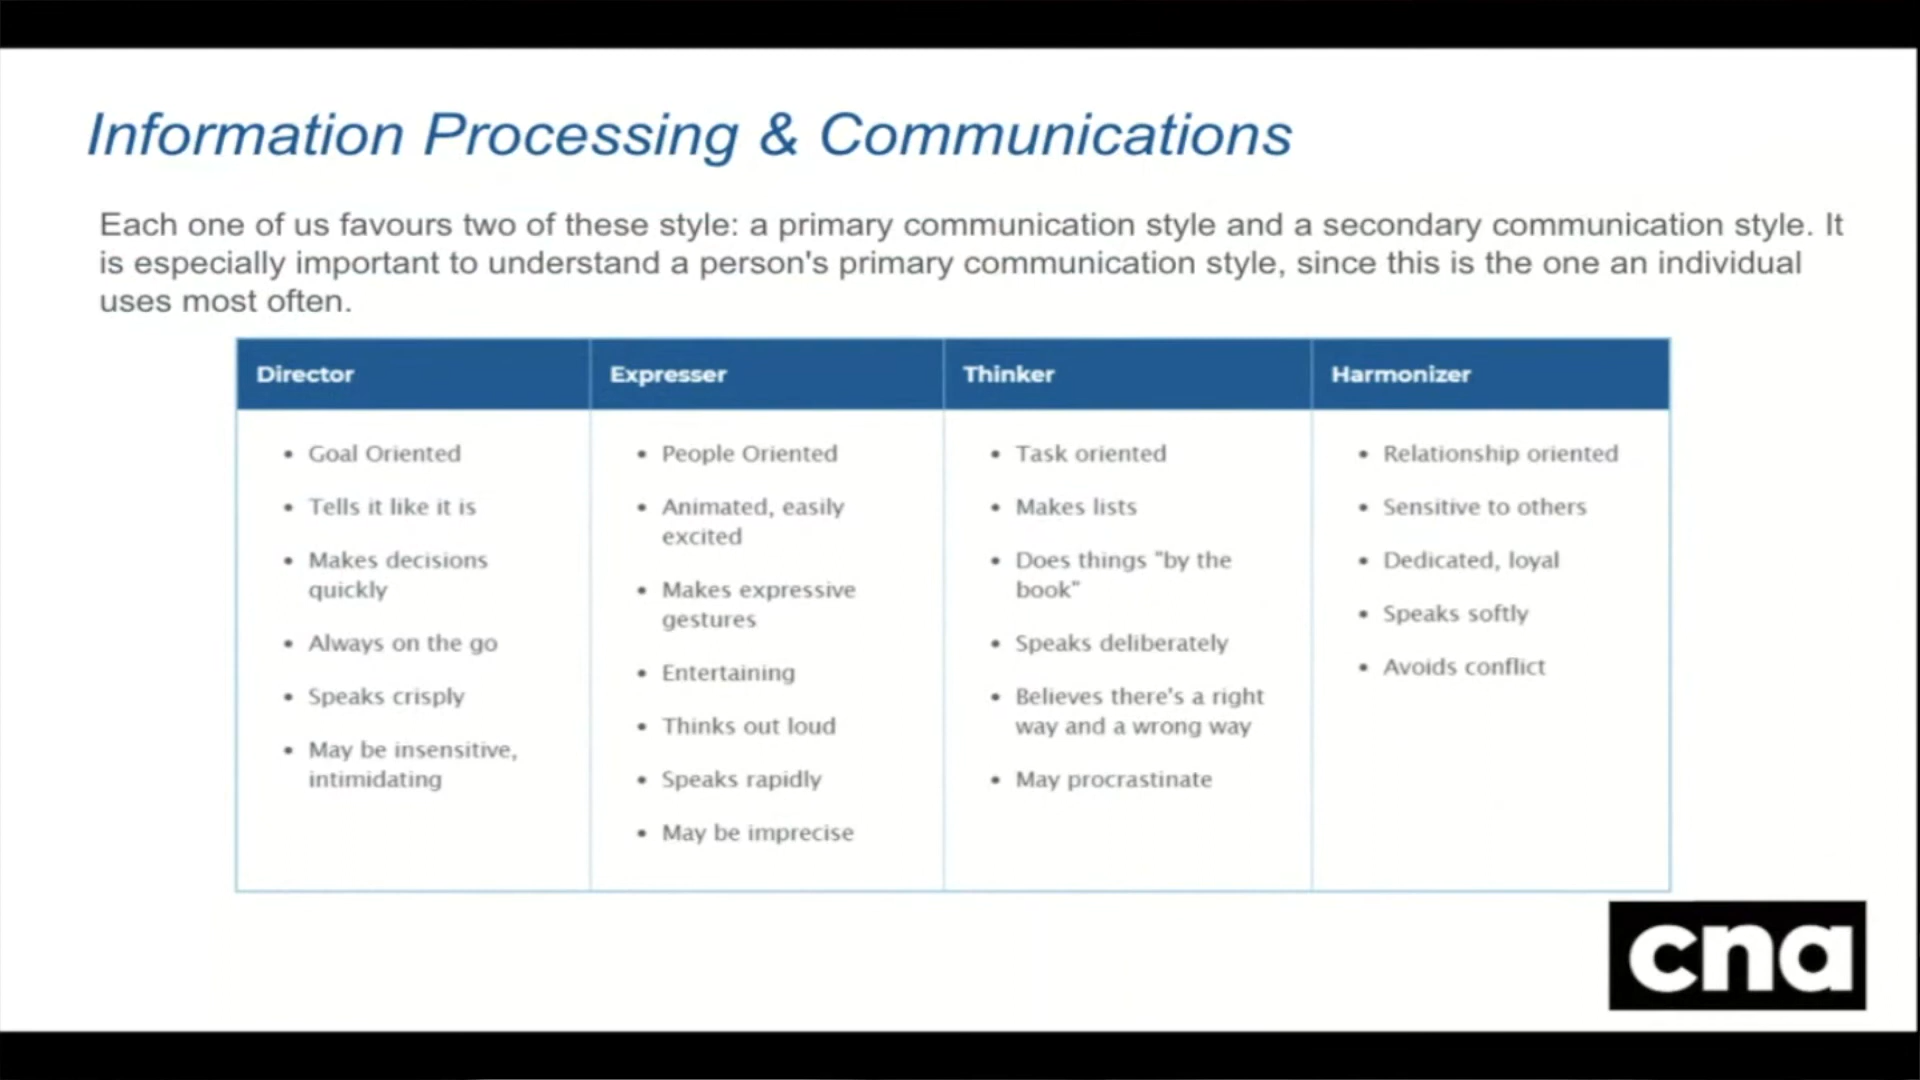 Information Processing & Communications
Each one of us favours two of these style: a primary communication style and a secondary communication style. It
is especially important to understand a person's primary communication style, since this is the one an individual
uses most often.
Director
• Goal Oriented
• Tells it like it is
• Makes decisions
quickly
• Always on the go
• Speaks crisply
• May be insensitive,
intimidating
Expresser
• People Oriented
• Animated, easily
excited
• Makes expressive
gestures
• Entertaining
• Thinks out loud
• Speaks rapidly
• May be imprecise
Thinker
• Task oriented
• Makes lists
• Does things "by the
book"
• Speaks deliberately
• Believes there's a right
way and a wrong way
• May procrastinate
Harmonizer
• Relationship oriented
• Sensitive to others
• Dedicated, loyal
• Speaks softly
• Avoids conflict
cna